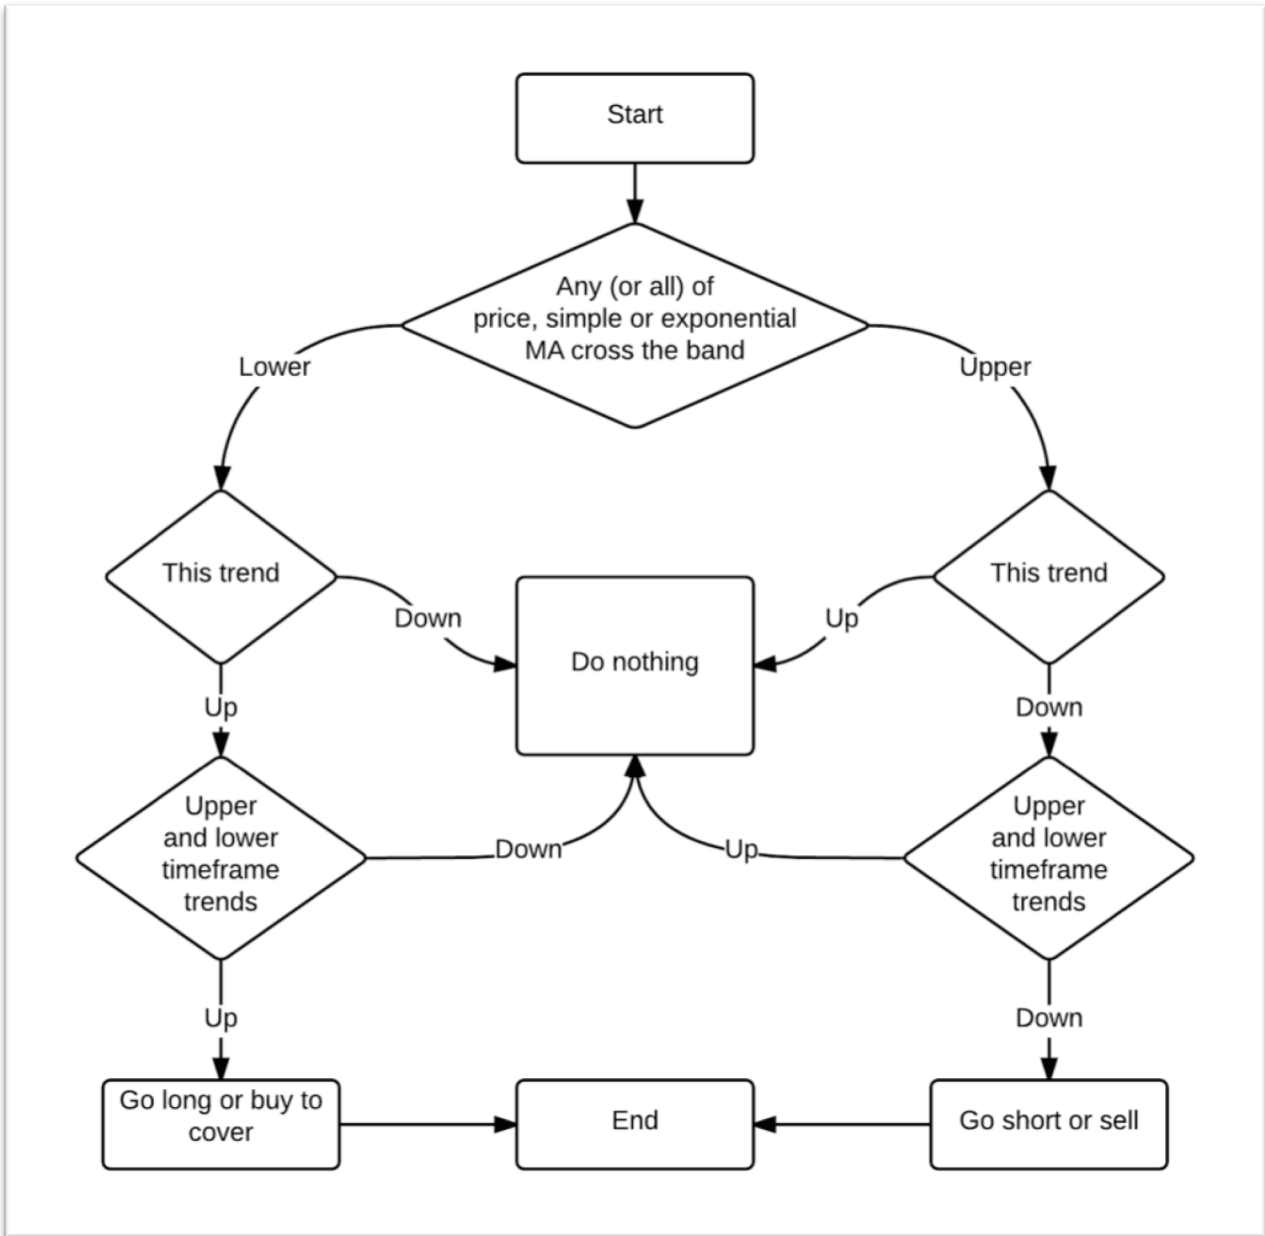 Start
Any (or all) of
price, simple or exponential
MA cross the band
Lower
Upper
This trend
This trend
Down
Up
Do nothing
Up
Down
Upper
and lower
timeframe
trends
Upper
and lower
timeframe
trends
Down
Up
Up
Down
Go long or buy to
cover
End
Go short or sell